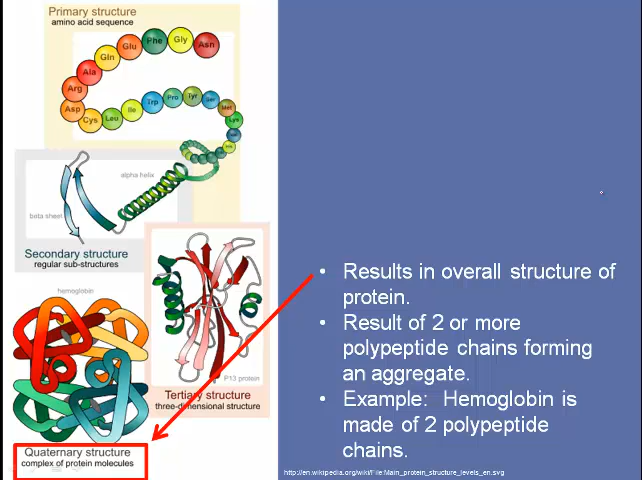 Primary structure
amino acid sequence
Asn
Gly
Phe
Glu
Gln
Ala
Arg
Asp
Cys
Leu
Ile
Trp
Pro
Tyr
Ser
Met
Lys
alpha helix
beta sheet
Secondary structure
regular sub-structures
hemoglobin
P13 protein
Tertiary structure
three-dimensional structure
Quaternary structure
complex of protein molecules
• Results in overall structure of
protein.
• Result of 2 or more
polypeptide chains forming
an aggregate.
• Example: Hemoglobin is
made of 2 polypeptide
chains.
http://en.wikipedia.org/wiki/File:Main_protein_structure_levels_en.svg